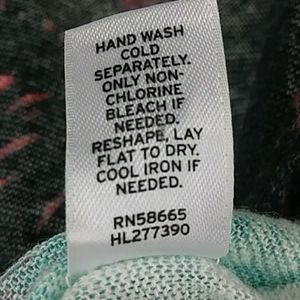 HAND WASH
COLD
SEPARATELY.
ONLY NON-
CHLORINE
BLEACH IF
NEEDED.
RESHAPE, LAY
FLAT TO DRY.
COOL IRON IF
NEEDED.
RN58665
HL277390